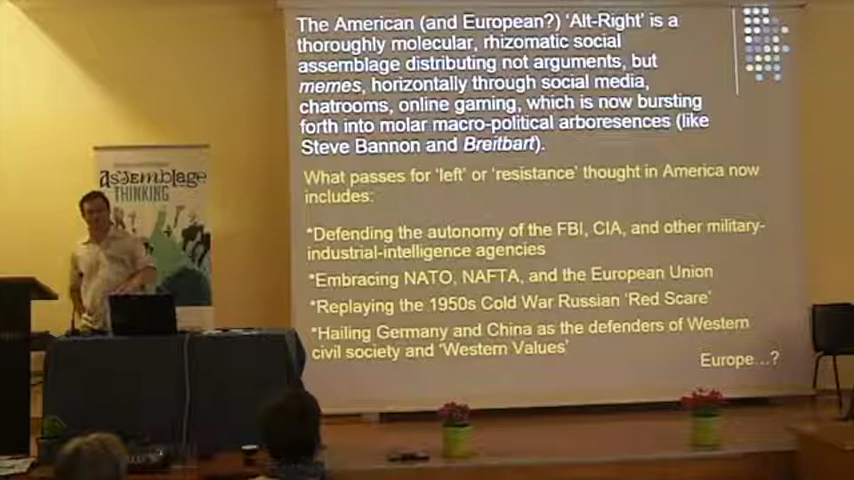 The American (and European?) 'Alt-Right' is a
thoroughly molecular, rhizomatic social
assemblage distributing not arguments, but
memes, horizontally through social media,
chatrooms, online gaming, which is now bursting
forth into molar macro-political arboresences (like
Steve Bannon and Breitbart).
What passes for 'left' or 'resistance' thought in America now
includes:
*Defending the autonomy of the FBI, CIA, and other military-
industrial-intelligence agencies
*Embracing NATO, NAFTA, and the European Union
*Replaying the 1950s Cold War Russian 'Red Scare'
*Hailing Germany and China as the defenders of Western
civil society and 'Western Values'
Europe...?
assemblage
THINKING